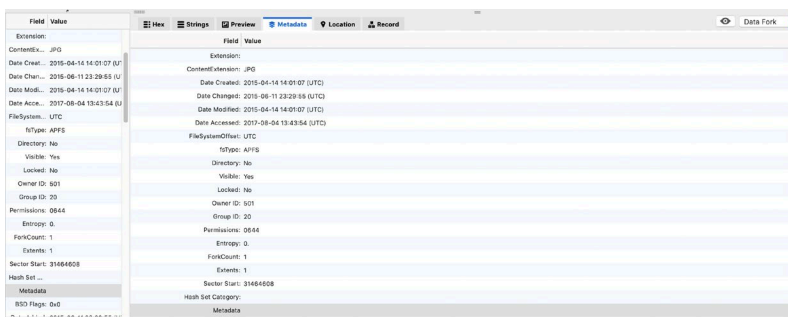 Field Value
Extension:
ContentEx... JPG
Date Creat... 2015-04-14 14:01:07 (UT
Date Chan... 2015-06-11 23:29:55 (U
Date Modi... 2015-04-14 14:01:07 (UT
Date Acce... 2017-08-04 13:43:54 (U
FileSystem... UTC
fsType: APFS
Directory: No
Visible: Yes
Locked: No
Owner ID: 501
Group ID: 20
Permissions: 0644
Entropy: 0.
ForkCount: 1
Extents: 1
Sector Start: 31464608
Hash Set ...
Metadata
BSD Flags: 0x0
Hex Strings Preview Metadata Location Record
Data Fork
Field Value
Extension:
ContentExtension: JPG
Date Created: 2015-04-14 14:01:07 (UTC)
Date Changed: 2015-06-11 23:29:55 (UTC)
Date Modified: 2015-04-14 14:01:07 (UTC)
Date Accessed: 2017-08-04 13:43:54 (UTC)
FileSystemOffset: UTC
fsType: APFS
Directory: No
Visible: Yes
Locked: No
Owner ID: 501
Group ID: 20
Permissions: 0644
Entropy: 0.
ForkCount: 1
Extents: 1
Sector Start: 31464608
Hash Set Category:
Metadata